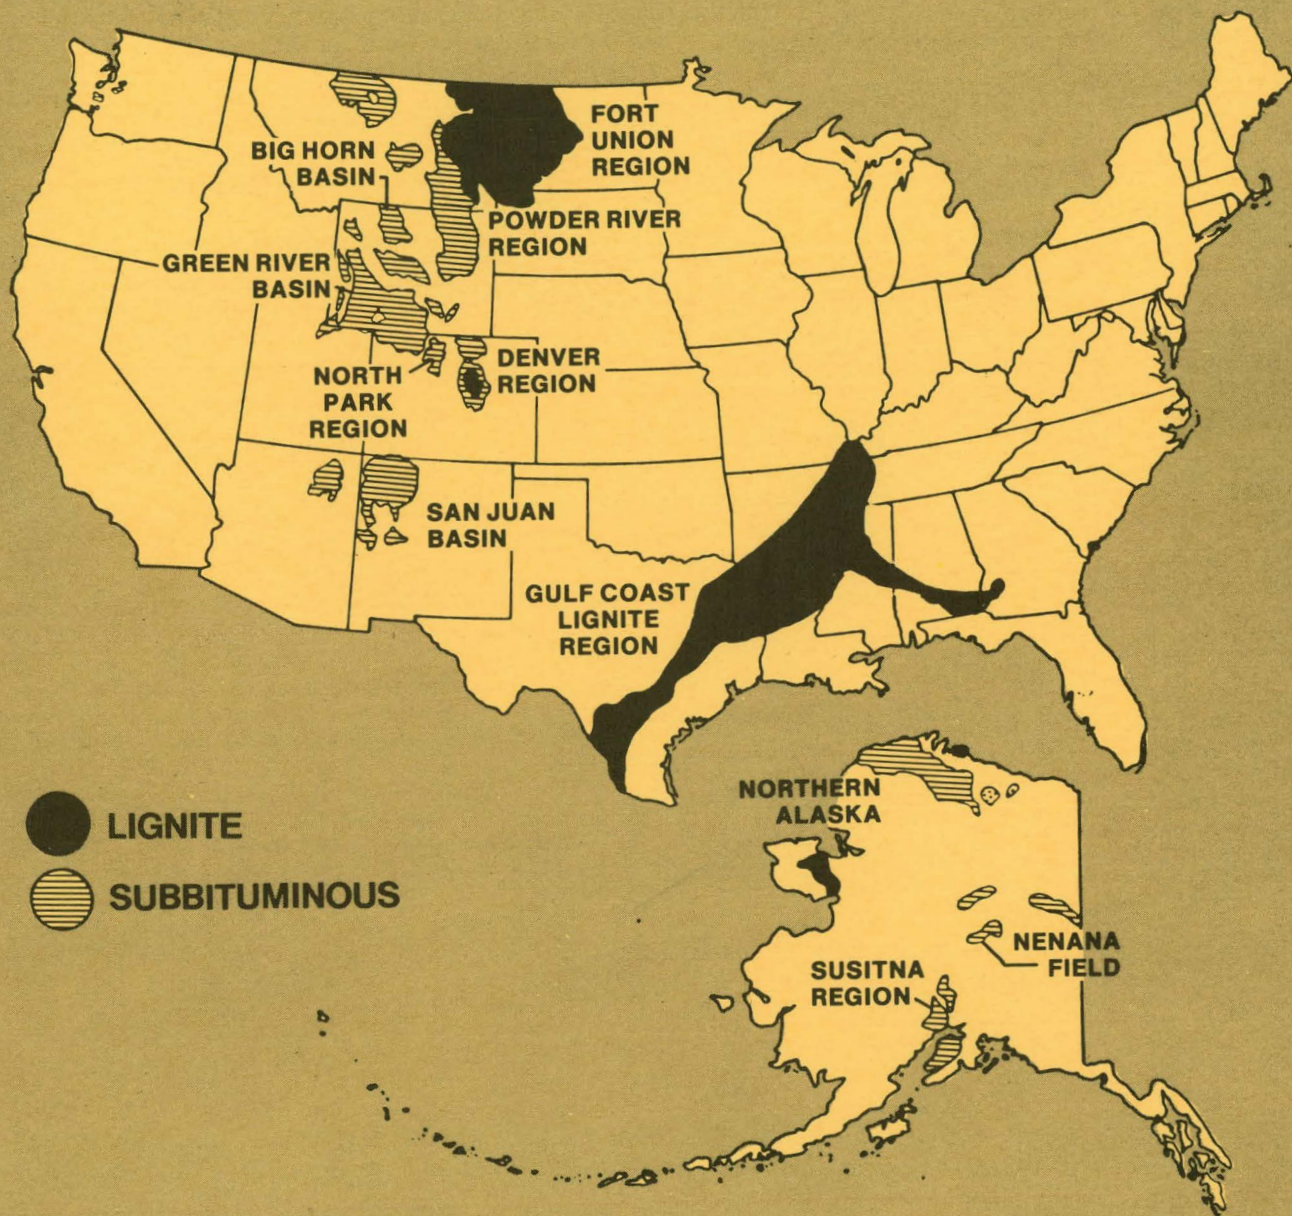 FORT
UNION
REGION
BIG HORN
BASIN
POWDER RIVER
REGION
GREEN RIVER
BASIN
DENVER
REGION
NORTH
PARK
REGION
SAN JUAN
BASIN
GULF COAST
LIGNITE
REGION
NORTHERN
ALASKA
LIGNITE
SUBBITUMINOUS
NENANA
FIELD
SUSITNA
REGION